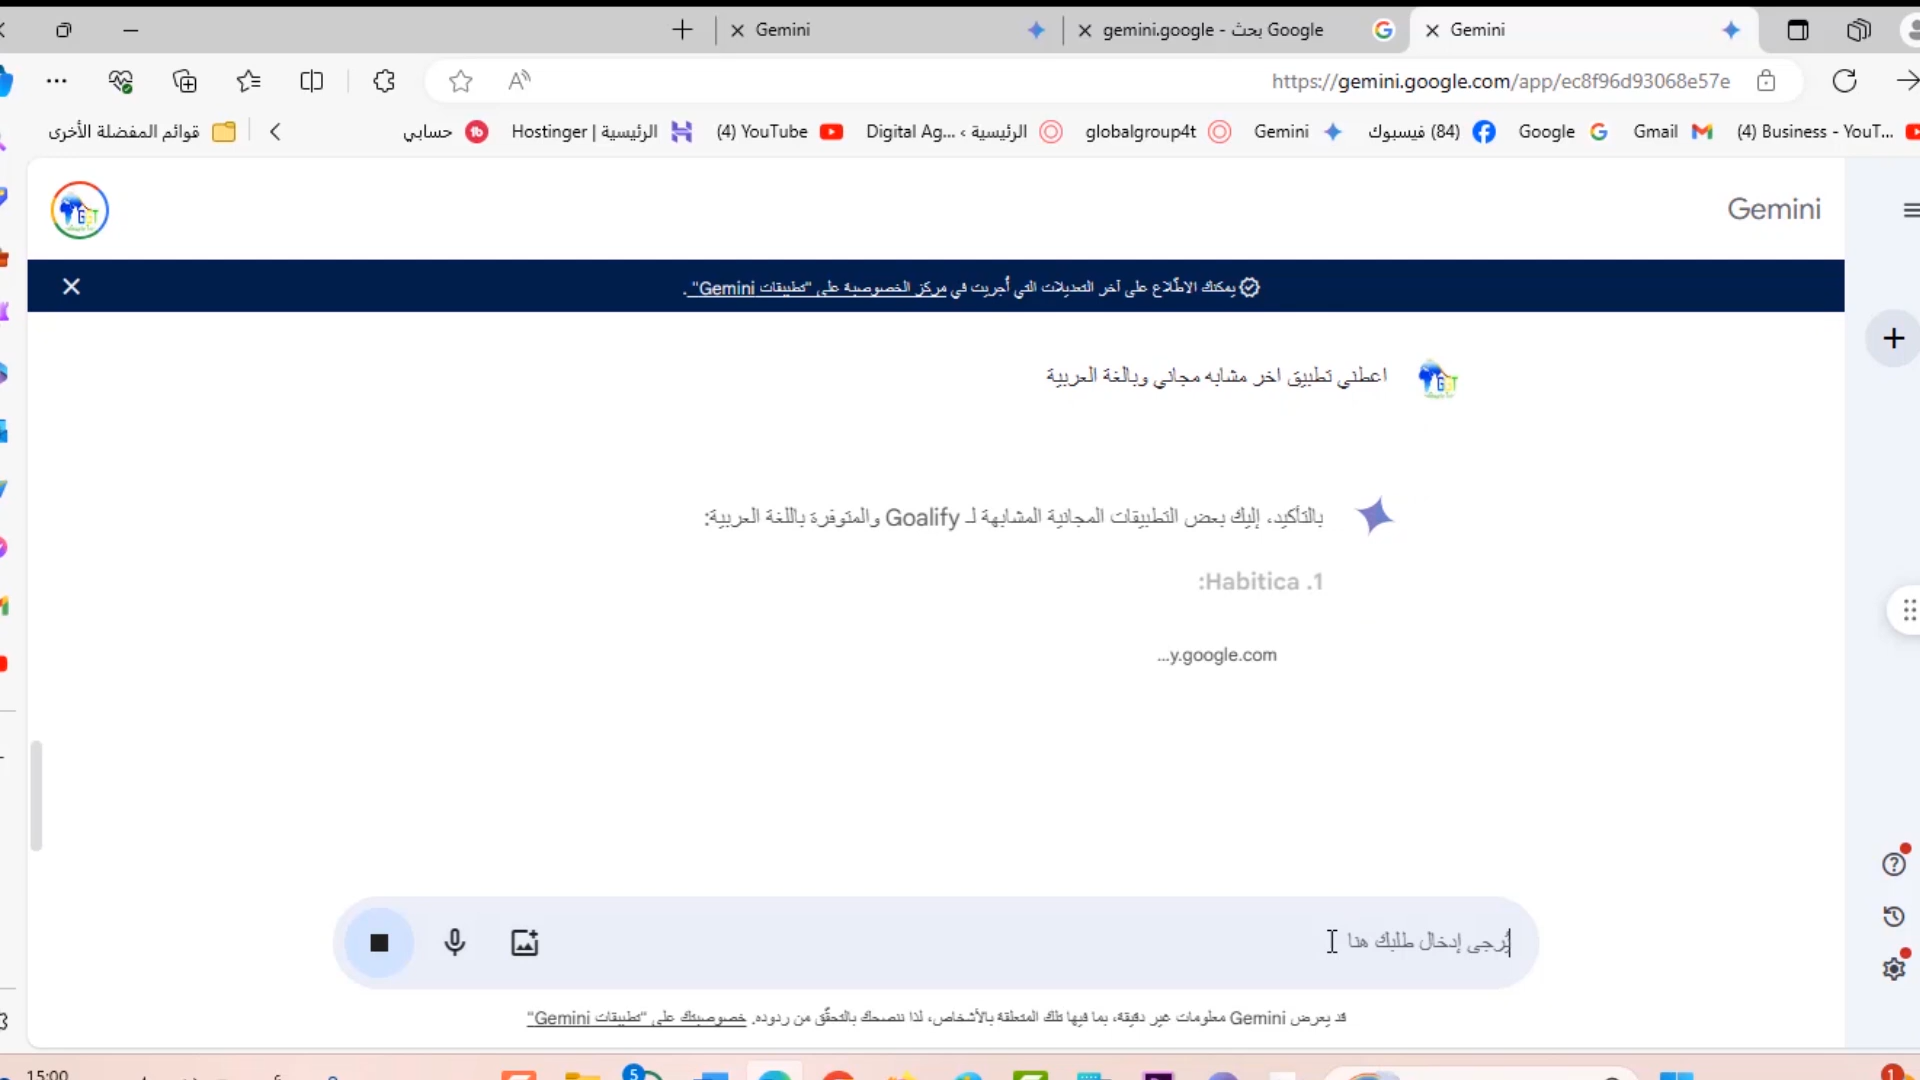 Gemini
gemini.google - بحث Google
Gemini
https://gemini.google.com/app/ec8f96d93068e57e
(4) Business - YouT...
Gmail
Google
(84) فيسبوك
Gemini
globalgroup4t
الرئيسية ‹ Digital Ag...
(4) YouTube
الرئيسية | Hostinger
حسابي
قوائم المفضلة الأخرى
Gemini
يمكنك الاطّلاع على آخر التعديلات التي أُجريت في مركز الخصوصية على "تطبيقات Gemini".
اعطني تطبيق اخر مشابه مجاني وبالغة العربية
بالتأكيد، إليك بعض التطبيقات المجانية المشابهة لـ Goalify والمتوفرة باللغة العربية:
1. Habitica:
...y.google.com
يُرجى إدخال طلبك هنا
قد يعرض Gemini معلومات غير دقيقة، بما فيها تلك المتعلقة بالأشخاص، لذا ننصحك بالتحقّق من ردوده. خصوصيتك على "تطبيقات Gemini"
15:00
5
1